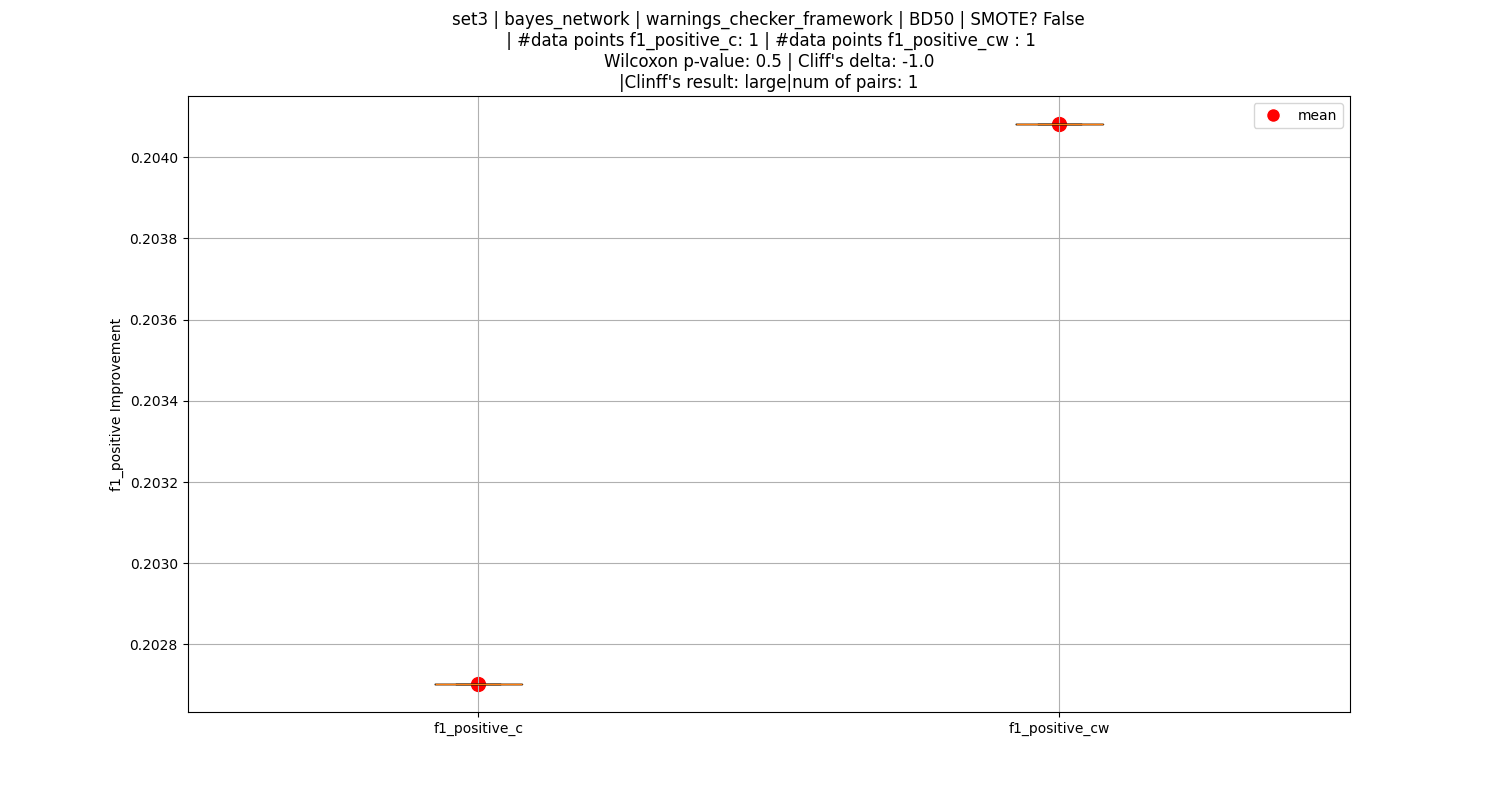 set3 | bayes_network | warnings_checker_framework | BD50 | SMOTE? False
| #data points f1_positive_c: 1 | #data points f1_positive_cw : 1
Wilcoxon p-value: 0.5 | Cliff's delta: -1.0
|Clinff's result: large|num of pairs: 1
mean
0.2040
0.2038
0.2036
0.2034
0.2032
0.2030
0.2028
f1_positive Improvement
f1_positive_c
f1_positive_cw